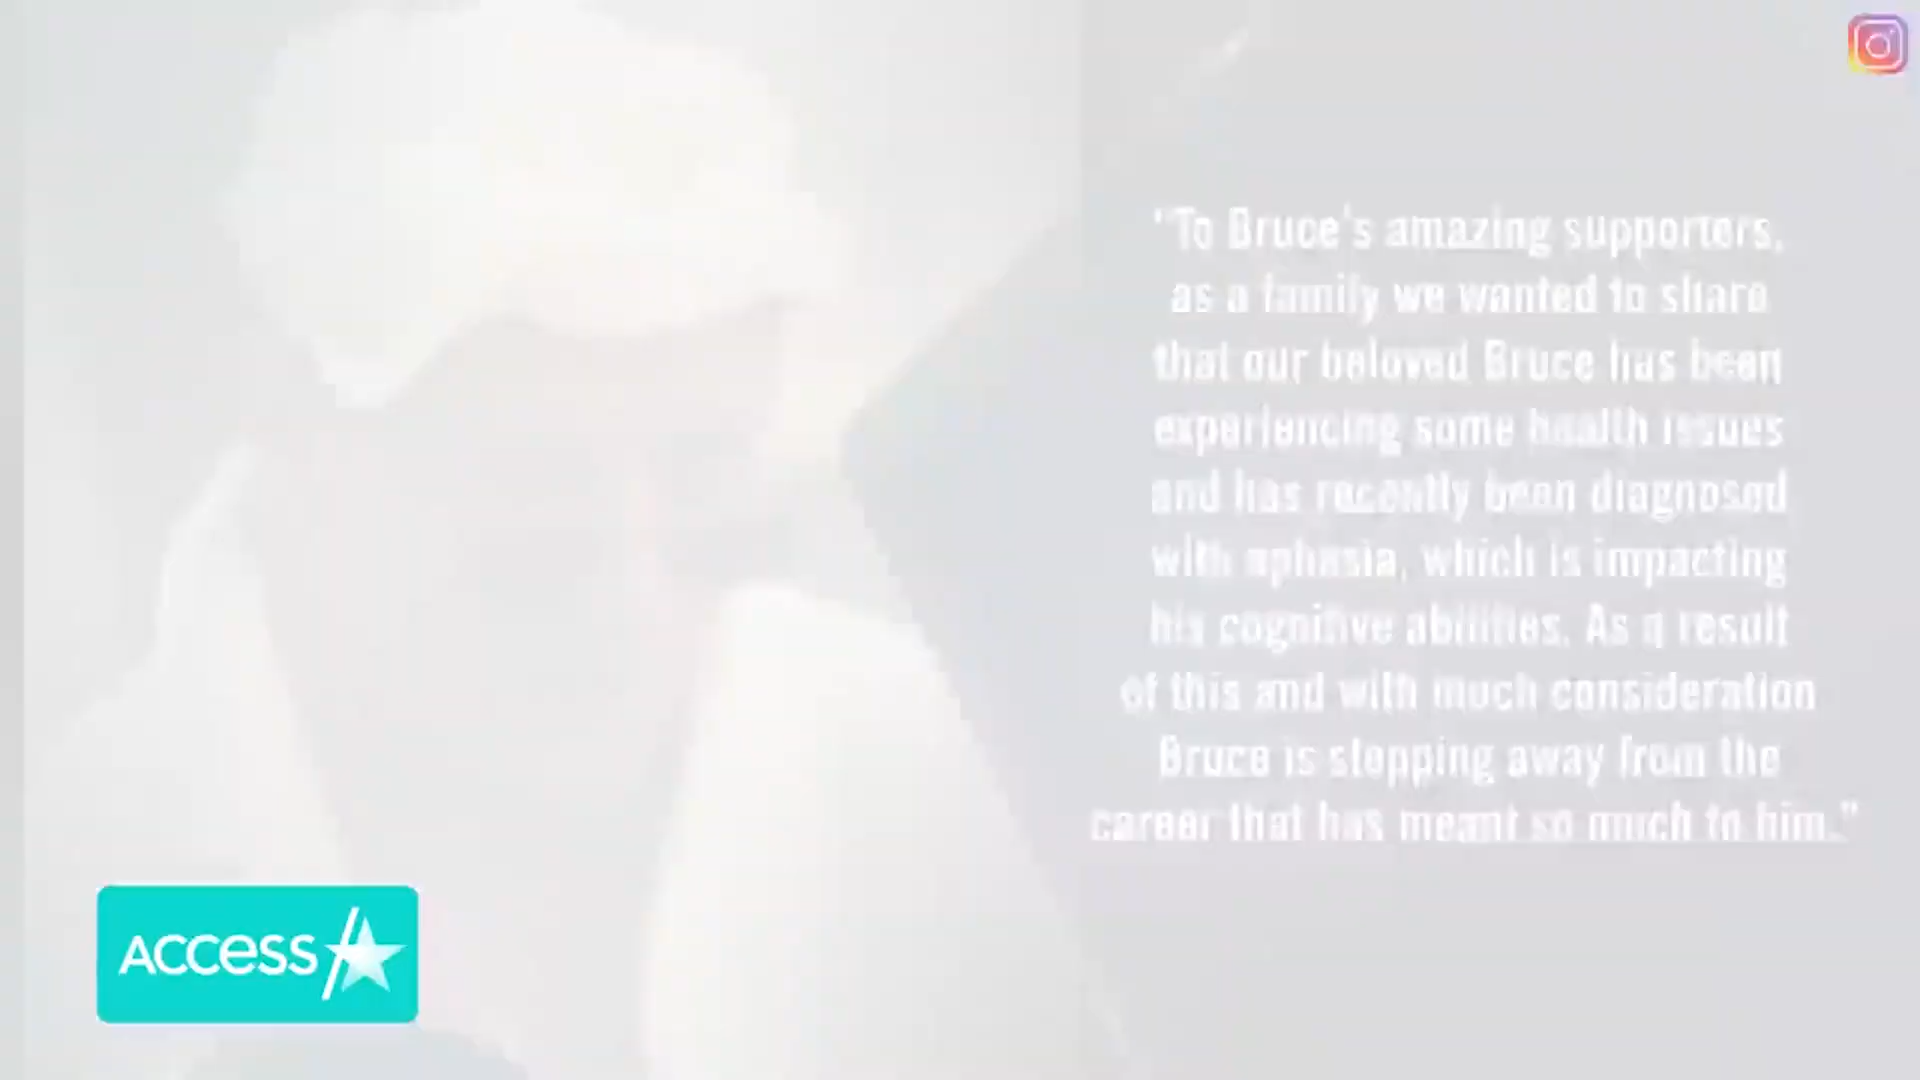 "To Bruce's amazing supporters,
as a family we wanted to share
that our beloved Bruce has been
experiencing some health issues
and has recently been diagnosed
with aphasia, which is impacting
his cognitive abilities. As a result
of this and with much consideration
Bruce is stepping away from the
career that has meant so much to him."
ACCESS